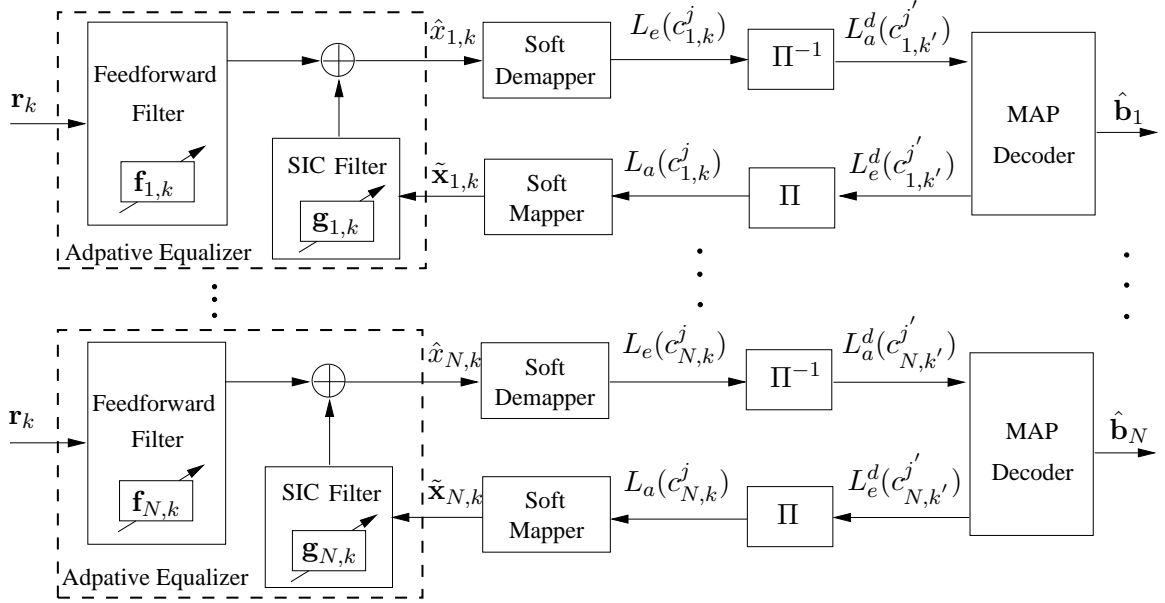 r_k
Feedforward
Filter
f_{1,k}
SIC Filter
g_{1,k}
Adpative Equalizer
x̂_{1,k}
Soft
Demapper
L_e(c^j_{1,k})
Π^{-1}
L^d_a(c^{j'}_{1,k'})
MAP
Decoder
b̂_1
x̃_{1,k}
Soft
Mapper
L_a(c^j_{1,k})
Π
L^d_e(c^{j'}_{1,k'})
r_k
Feedforward
Filter
f_{N,k}
SIC Filter
g_{N,k}
Adpative Equalizer
x̂_{N,k}
Soft
Demapper
L_e(c^j_{N,k})
Π^{-1}
L^d_a(c^{j'}_{N,k'})
MAP
Decoder
b̂_N
x̃_{N,k}
Soft
Mapper
L_a(c^j_{N,k})
Π
L^d_e(c^{j'}_{N,k'})